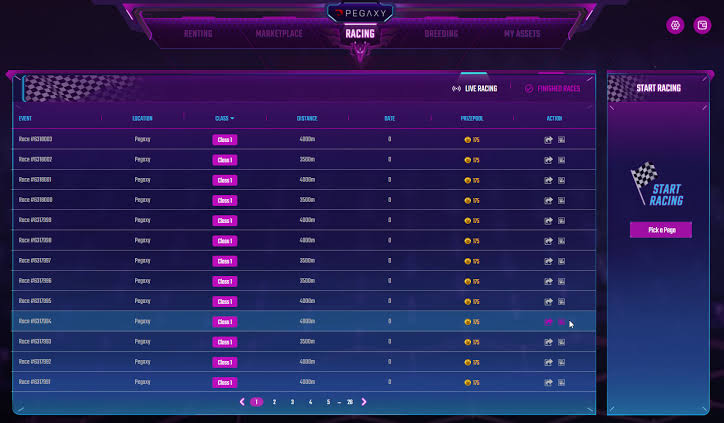 PEGAXY
RENTING MARKETPLACE RACING BREEDING MY ASSETS
LIVE RACING FINISHED RACES START RACING
EVENT LOCATION CLASS DISTANCE DATE PRIZEPOOL ACTION
Race #6318003 Pegaxy Class 1 4000m 0 175
Race #6318002 Pegaxy Class 1 3500m 0 175
Race #6318001 Pegaxy Class 1 4000m 0 175
Race #6318000 Pegaxy Class 1 3500m 0 175
Race #6317999 Pegaxy Class 1 4000m 0 175
Race #6317998 Pegaxy Class 1 4000m 0 175
Race #6317997 Pegaxy Class 1 3500m 0 175
Race #6317996 Pegaxy Class 1 3500m 0 175
Race #6317995 Pegaxy Class 1 4000m 0 175
Race #6317994 Pegaxy Class 1 4000m 0 175
Race #6317993 Pegaxy Class 1 3500m 0 175
Race #6317992 Pegaxy Class 1 4000m 0 175
Race #6317991 Pegaxy Class 1 4000m 0 175
1 2 3 4 5 ... 26
START
RACING
Pick a Pega